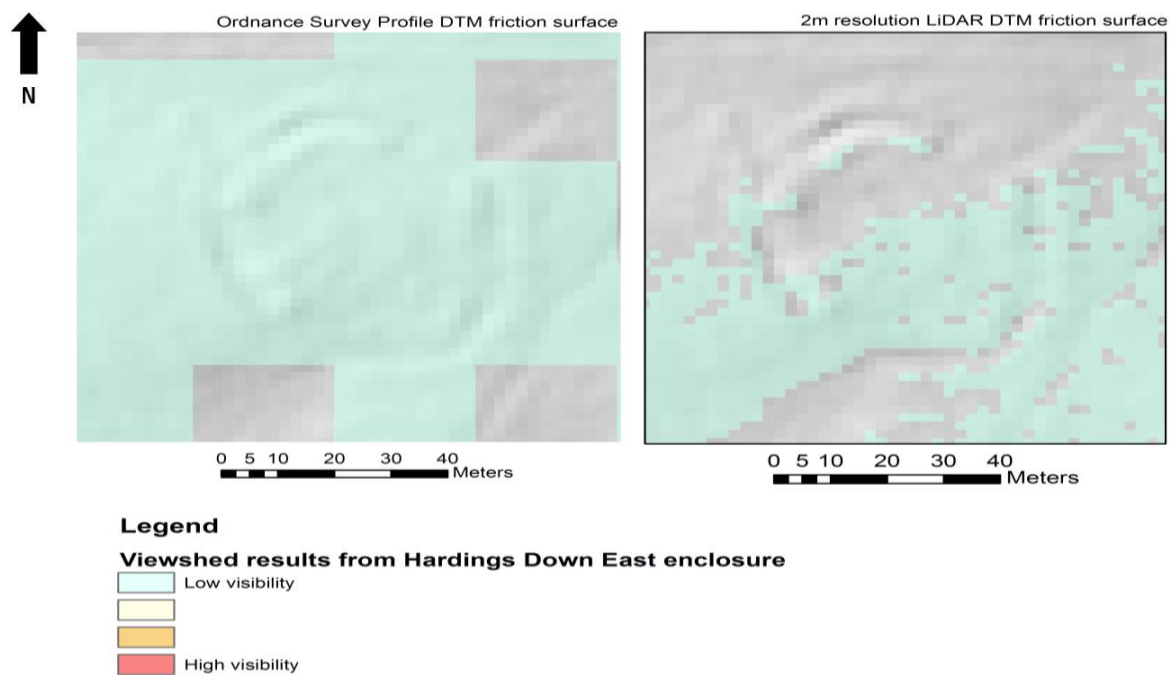 Ordnance Survey Profile DTM friction surface
2m resolution LiDAR DTM friction surface
N
0 5 10 20 30 40
Meters
0 5 10 20 30 40
Meters
Legend
Viewshed results from Hardings Down East enclosure
Low visibility
High visibility